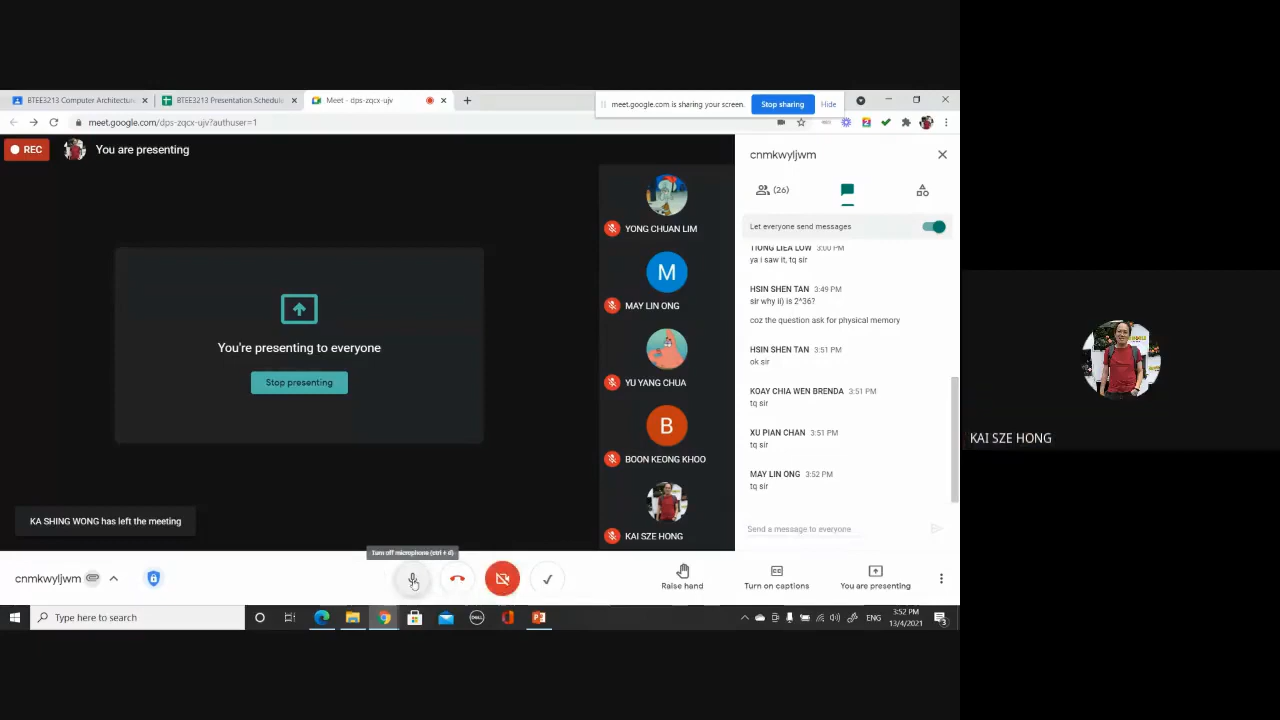 BTEE3213 Computer Architectur
BTEE3213 Presentation Schedule
Meet - dps-zqcx-ujv
meet.google.com is sharing your screen.
Stop sharing
Hide
meet.google.com/dps-zqcx-ujv?authuser=1
REC
You are presenting
cnmkwyljwm
(26)
Let everyone send messages
TIONG LIEA LOW 3:00 PM
ya i saw it, tq sir
HSIN SHEN TAN 3:49 PM
sir why ii) is 2^36?
coz the question ask for physical memory
HSIN SHEN TAN 3:51 PM
ok sir
KOAY CHIA WEN BRENDA 3:51 PM
tq sir
XU PIAN CHAN 3:51 PM
tq sir
MAY LIN ONG 3:52 PM
tq sir
Send a message to everyone
YONG CHUAN LIM
M
MAY LIN ONG
YU YANG CHUA
B
BOON KEONG KHOO
KAI SZE HONG
You're presenting to everyone
Stop presenting
KA SHING WONG has left the meeting
Turn off microphone (ctrl + d)
cnmkwyljwm
Raise hand
Turn on captions
You are presenting
Type here to search
DELL
ENG
3:52 PM
13/4/2021
3
KAI SZE HONG